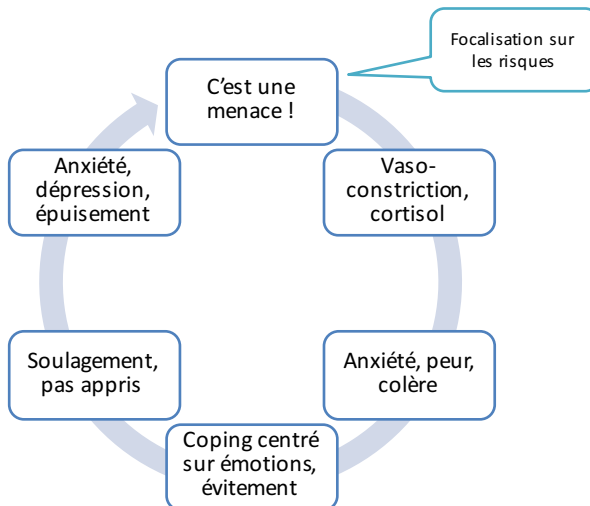 Focalisation sur
les risques
C’est une
menace !
Vaso-
constriction,
cortisol
Anxiété, peur,
colère
Coping centré
sur émotions,
évitement
Soulagement,
pas appris
Anxiété,
dépression,
épuisement